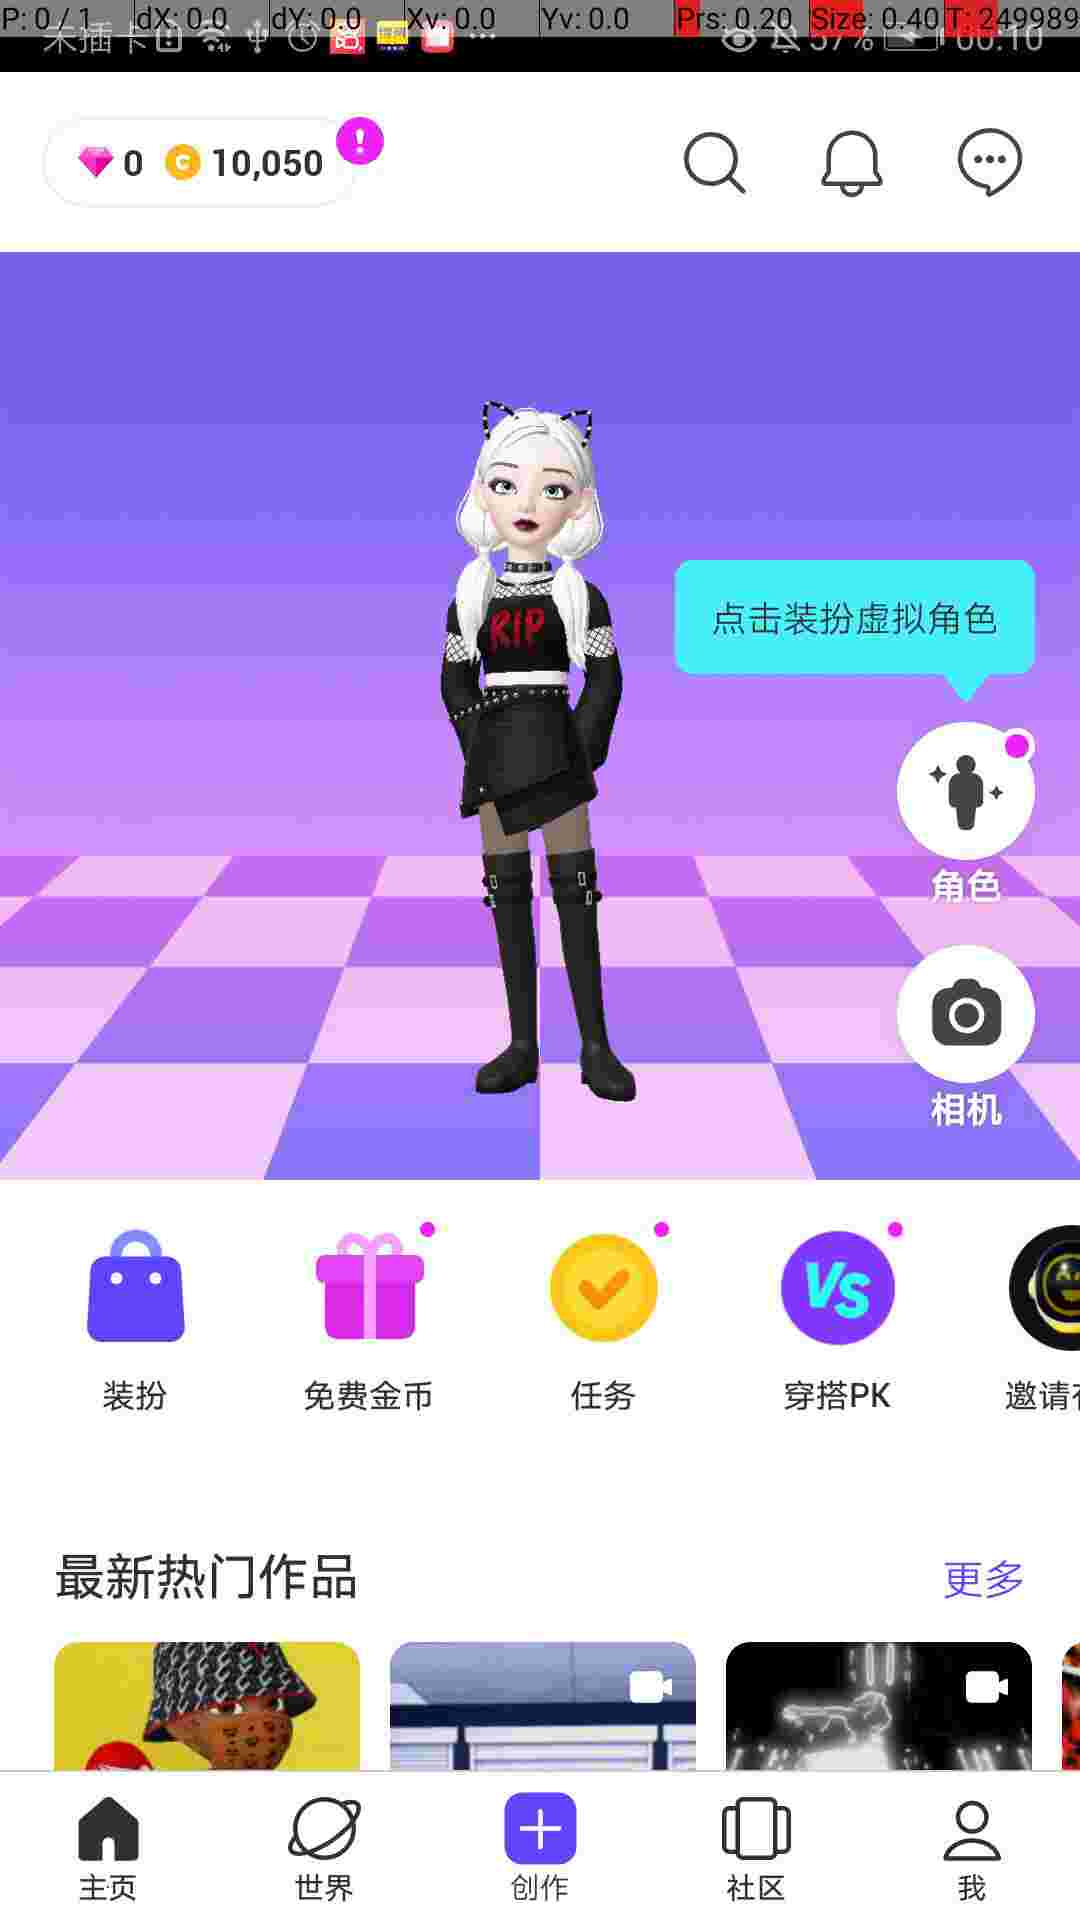 P: 0 / 1 dX: 0.0 dY: 0.0 Xv: 0.0 Yv: 0.0 Prs: 0.20 Size: 0.40 T: 249989
未插卡 57% 00:10
0 10,050
RIP
点击装扮虚拟角色
角色
相机
VS
装扮 免费金币 任务 穿搭PK 邀请
最新热门作品 更多
主页 世界 创作 社区 我